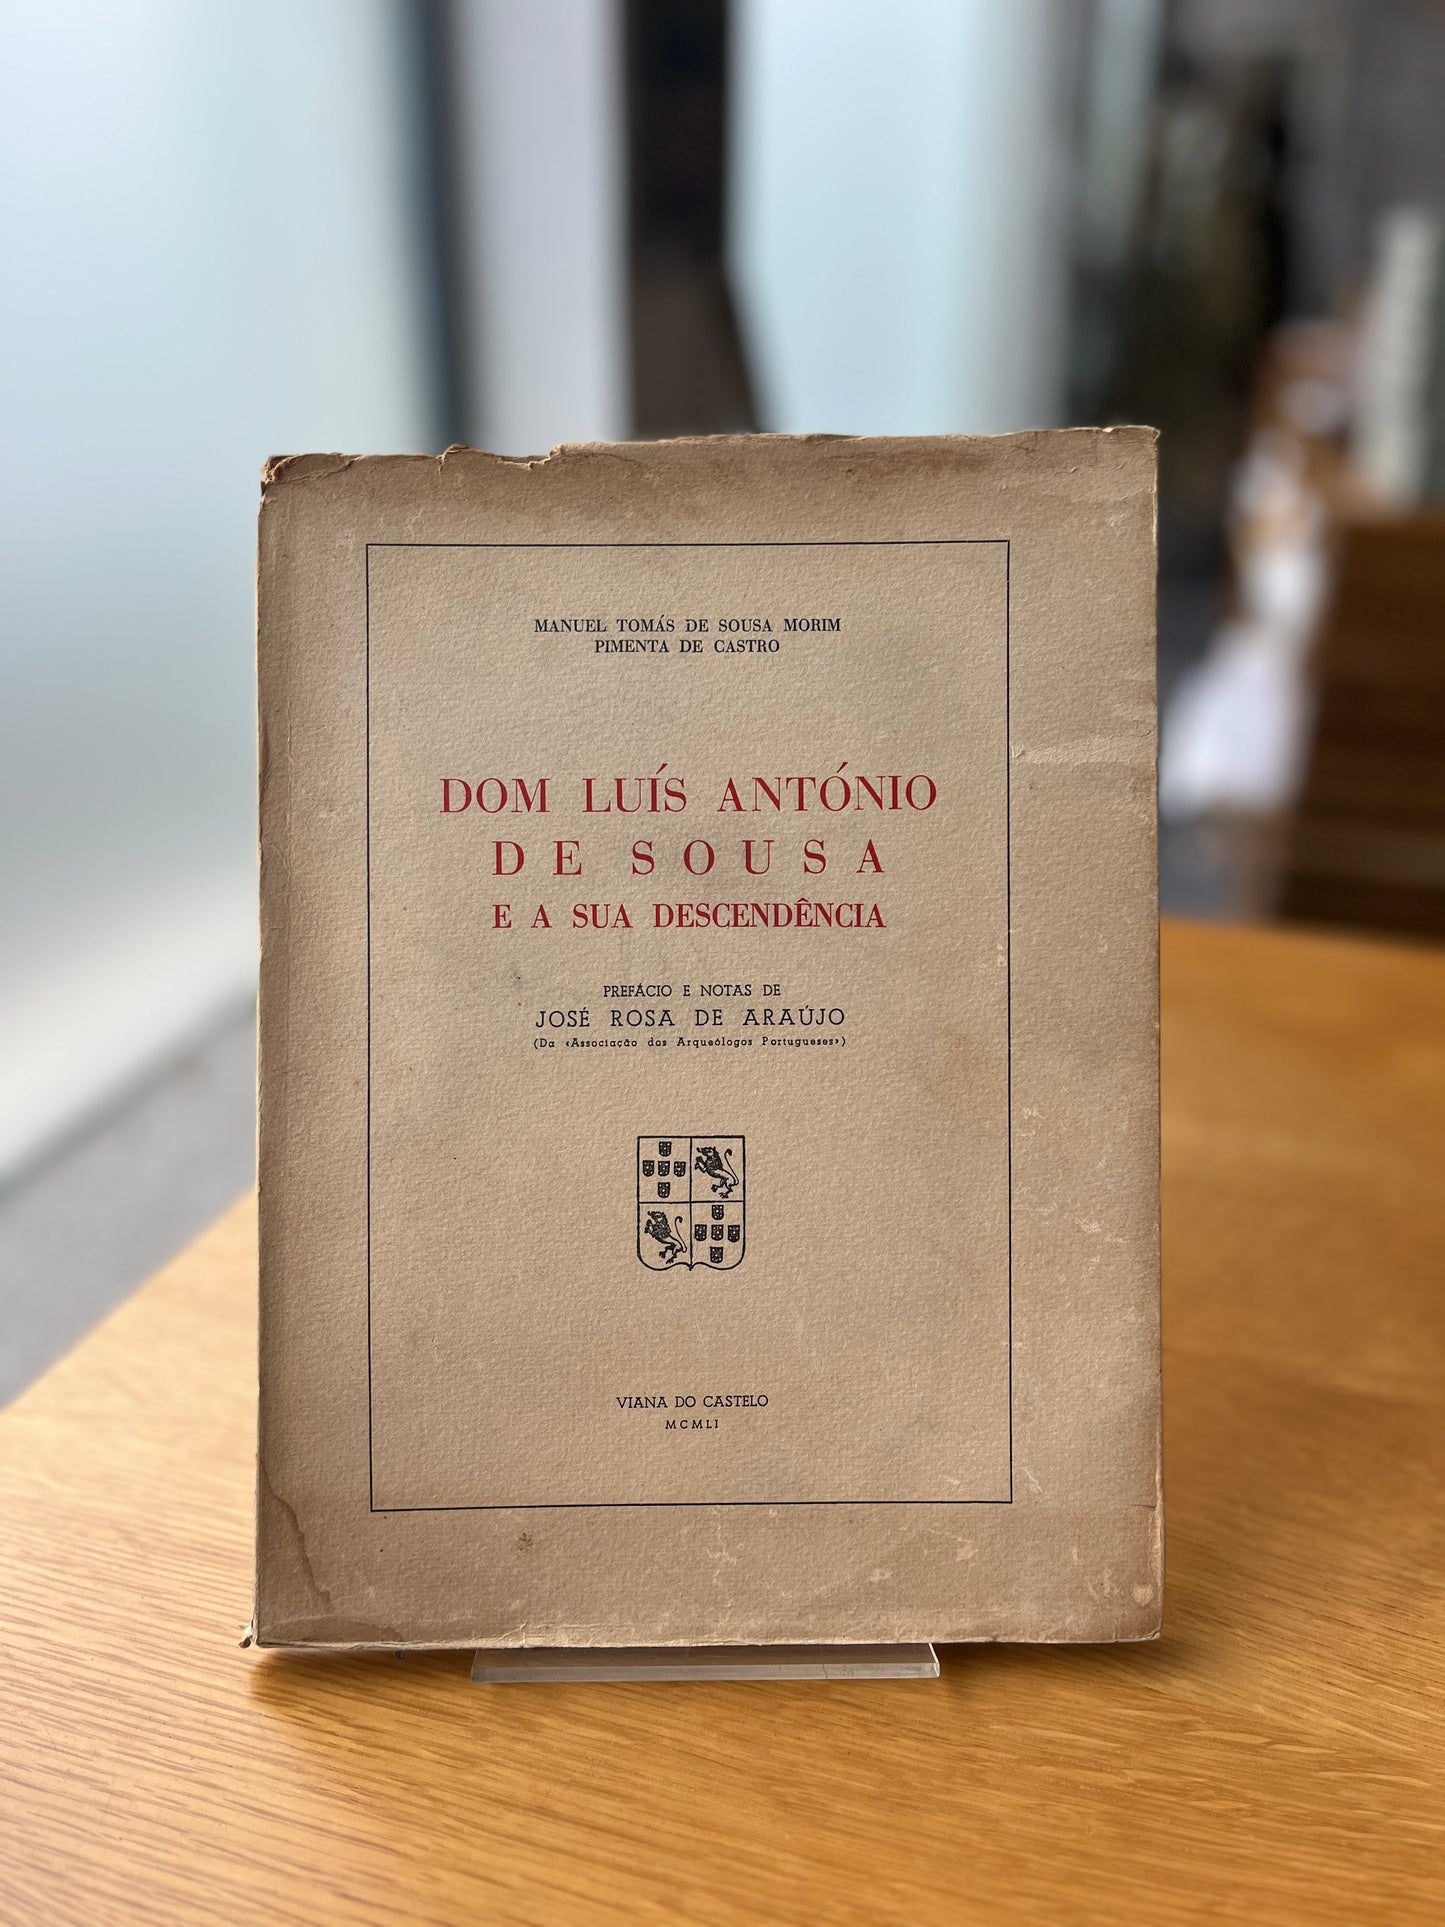 MANUEL TOMÁS DE SOUSA MORIM
PIMENTA DE CASTRO
DOM LUÍS ANTÓNIO
DE SOUSA
E A SUA DESCENDÊNCIA
PREFÁCIO E NOTAS DE
JOSÉ ROSA DE ARAÚJO
(Da «Associação dos Arqueólogos Portugueses»)
VIANA DO CASTELO
MCMLI